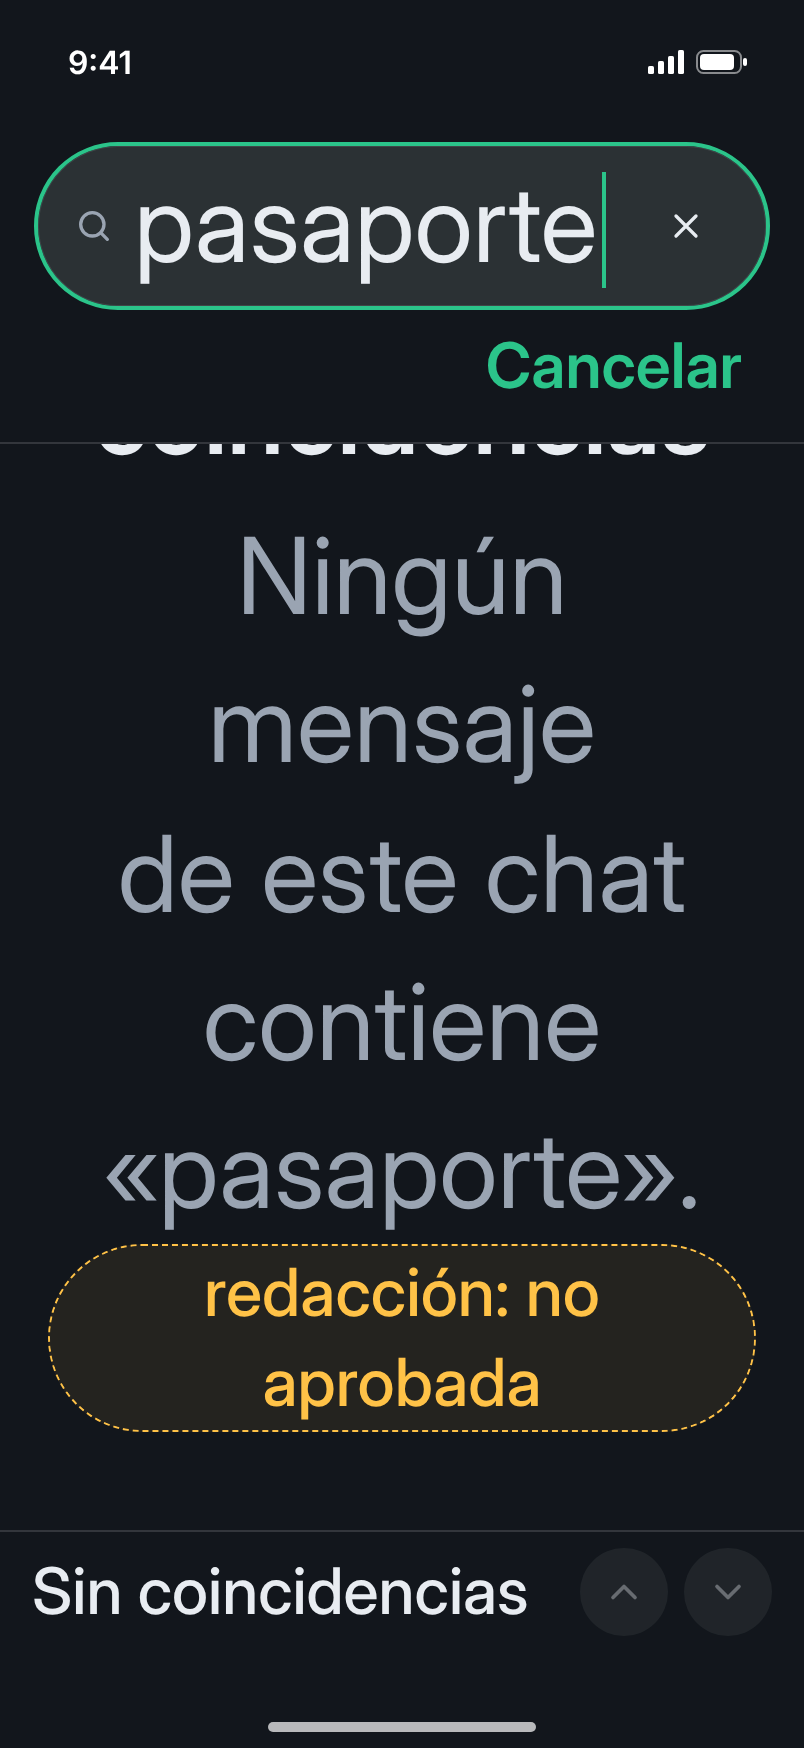 9:41
pasaporte
Cancelar
Ningún
mensaje
de este chat
contiene
«pasaporte».
redacción: no
aprobada
Sin coincidencias